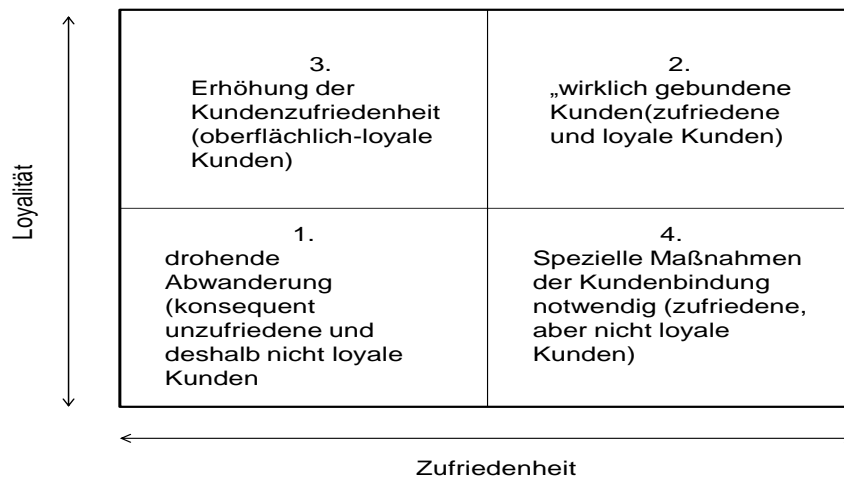 3.
Erhöhung der
Kundenzufriedenheit
(oberflächlich-loyale
Kunden)
2.
„wirklich gebundene
Kunden(zufriedene
und loyale Kunden)
Loyalität
1.
drohende
Abwanderung
(konsequent
unzufriedene und
deshalb nicht loyale
Kunden
4.
Spezielle Maßnahmen
der Kundenbindung
notwendig (zufriedene,
aber nicht loyale
Kunden)
Zufriedenheit